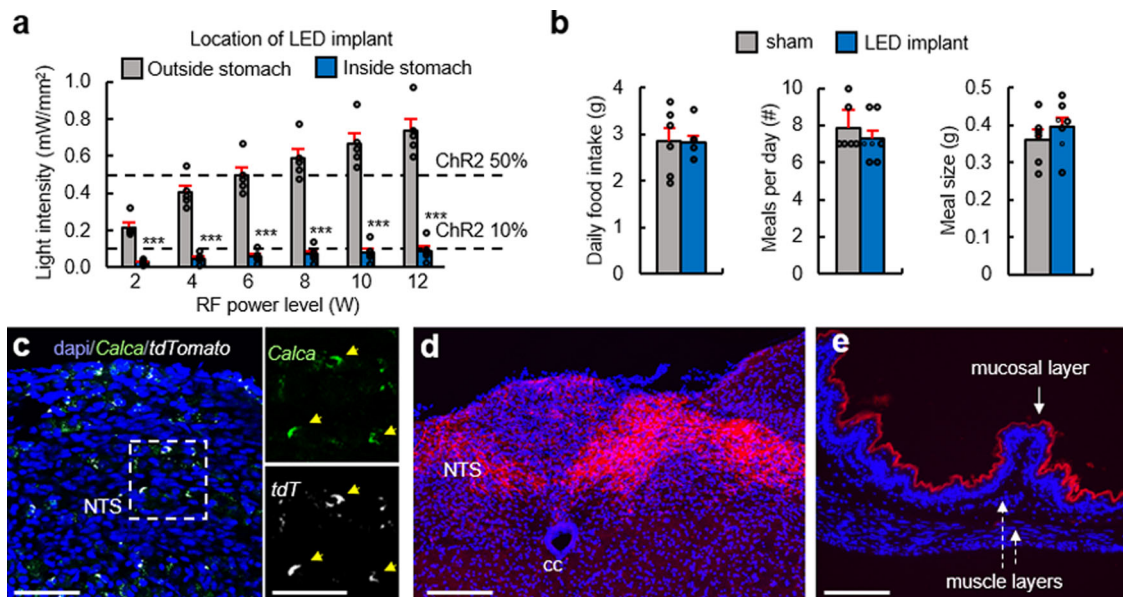 a
Location of LED implant
Outside stomach
Inside stomach
Light intensity (mW/mm²)
1.0
0.8
0.6
0.4
0.2
0.0
ChR2 50%
ChR2 10%
***
***
***
***
***
***
2 4 6 8 10 12
RF power level (W)
b
sham
LED implant
Daily food intake (g)
4
3
2
1
0
Meals per day (#)
10
8
6
4
2
0
Meal size (g)
0.5
0.4
0.3
0.2
0.1
0
c
dapi/Calca/tdTomato
NTS
Calca
tdT
d
NTS
cc
e
mucosal layer
muscle layers